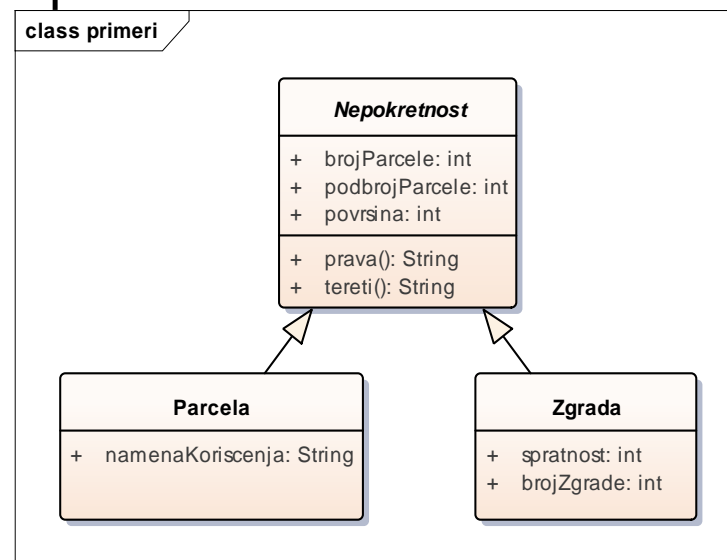 class primeri
Nepokretnost
+ brojParcele: int
+ podbrojParcele: int
+ povrsina: int
+ prava(): String
+ tereti(): String
Parcela
+ namenaKoriscenja: String
Zgrada
+ spratnost: int
+ brojZgrade: int